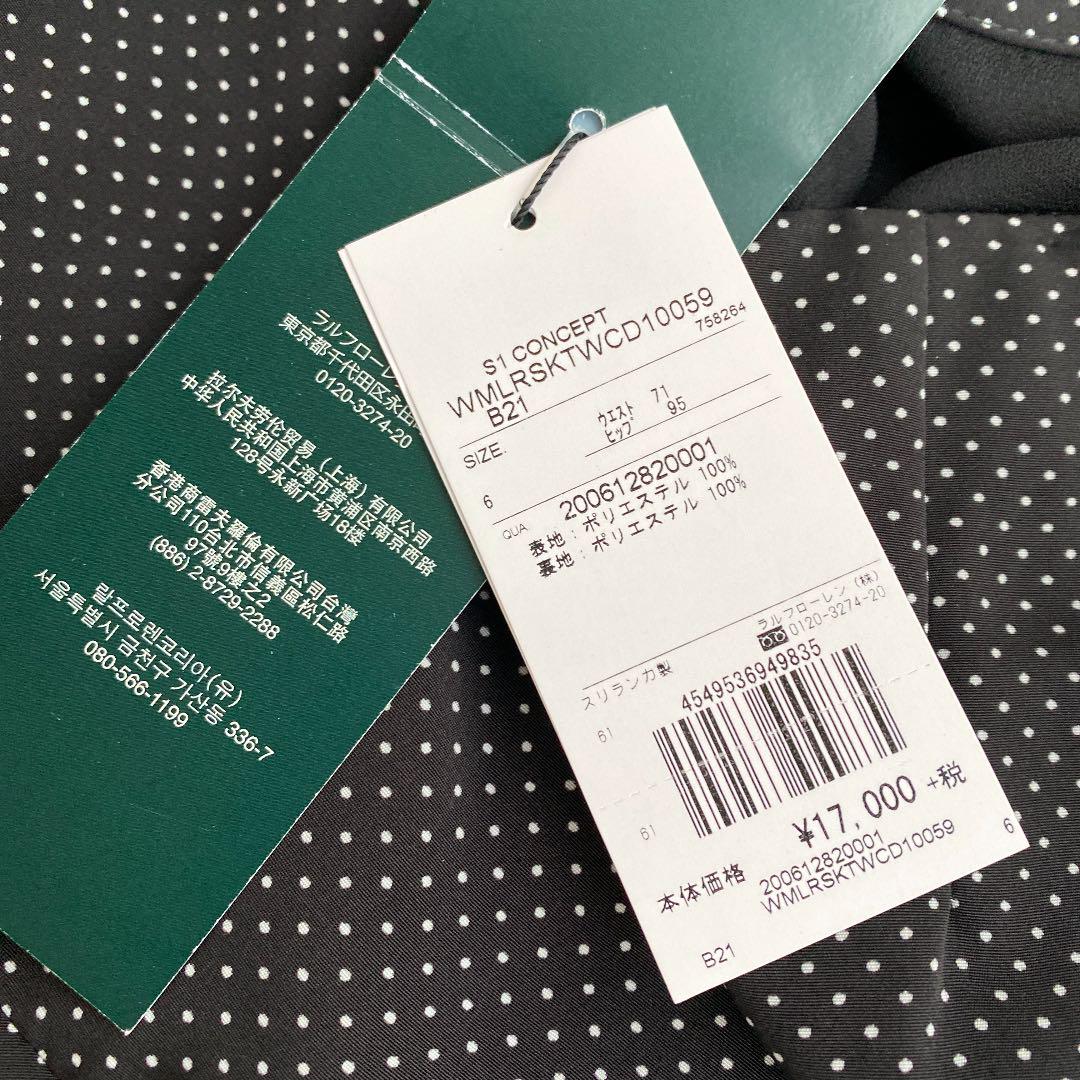 ラルフローレン
東京都千代田区永田
0120-3274-20
拉尔夫劳伦贸易（上海）有限公司
中华人民共和国上海市黄浦区南京西路
128号永新广场18楼
香港商雷夫羅倫有限公司台灣
分公司110台北市信義區松仁路
97號9樓之2
(886) 2-8729-2288
랄프로렌코리아(유)
서울특별시 금천구 가산동 336-7
080-566-1199
S1 CONCEPT
WMLRSKTWCD10059
B21 758264
SIZE. ウエスト 71
ヒップ 95
6
QUA. 200612820001
表地：ポリエステル 100%
裏地：ポリエステル 100%
ラルフローレン（株）
0120-3274-20
スリランカ製
61 4549536949835
61
¥17,000 +税
本体価格 200612820001 6
WMLRSKTWCD10059
B21